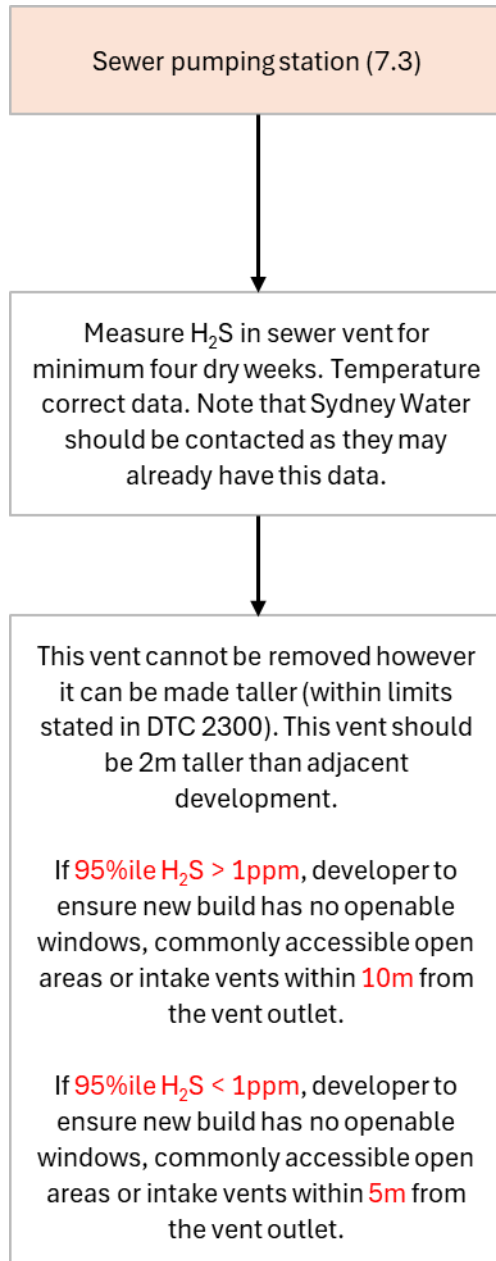 Sewer pumping station (7.3)
Measure H₂S in sewer vent for
minimum four dry weeks. Temperature
correct data. Note that Sydney Water
should be contacted as they may
already have this data.
This vent cannot be removed however
it can be made taller (within limits
stated in DTC 2300). This vent should
be 2m taller than adjacent
development.
If 95%ile H₂S > 1ppm, developer to
ensure new build has no openable
windows, commonly accessible open
areas or intake vents within 10m from
the vent outlet.
If 95%ile H₂S < 1ppm, developer to
ensure new build has no openable
windows, commonly accessible open
areas or intake vents within 5m from
the vent outlet.